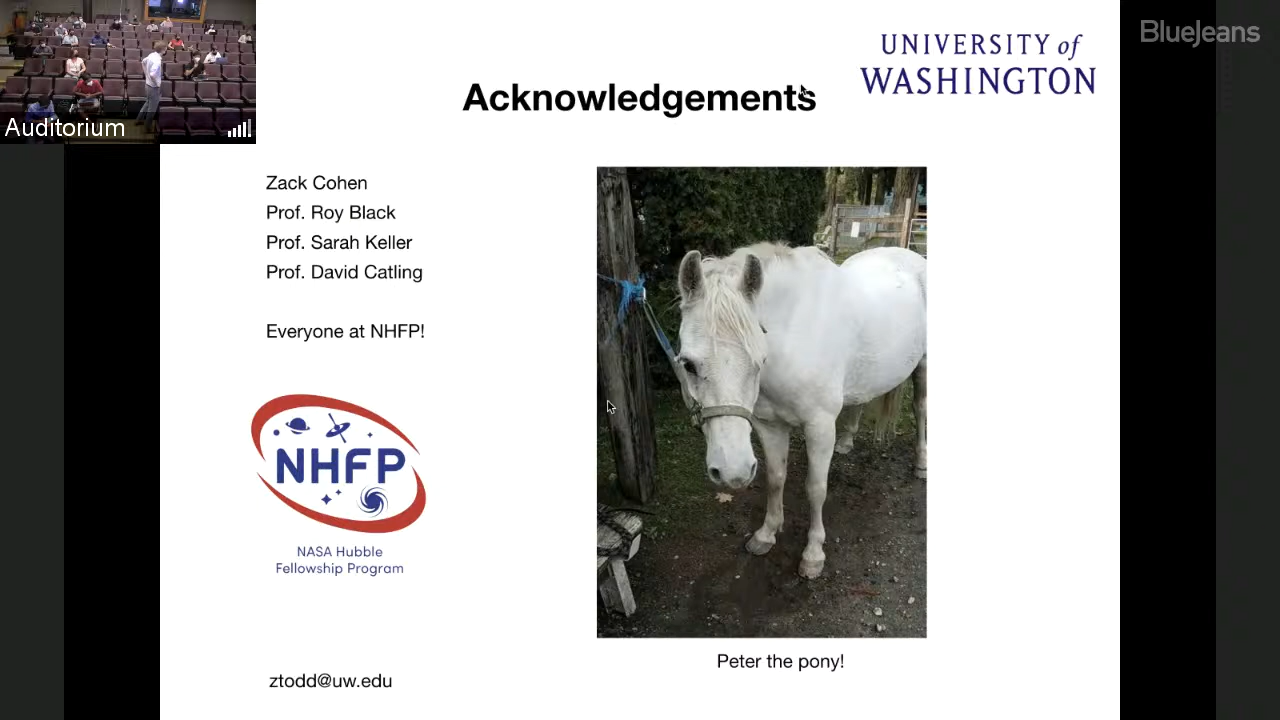 BlueJeans
UNIVERSITY of
WASHINGTON
Acknowledgements
Auditorium
Zack Cohen
Prof. Roy Black
Prof. Sarah Keller
Prof. David Catling
Everyone at NHFP!
NHFP
NASA Hubble
Fellowship Program
Peter the pony!
ztodd@uw.edu